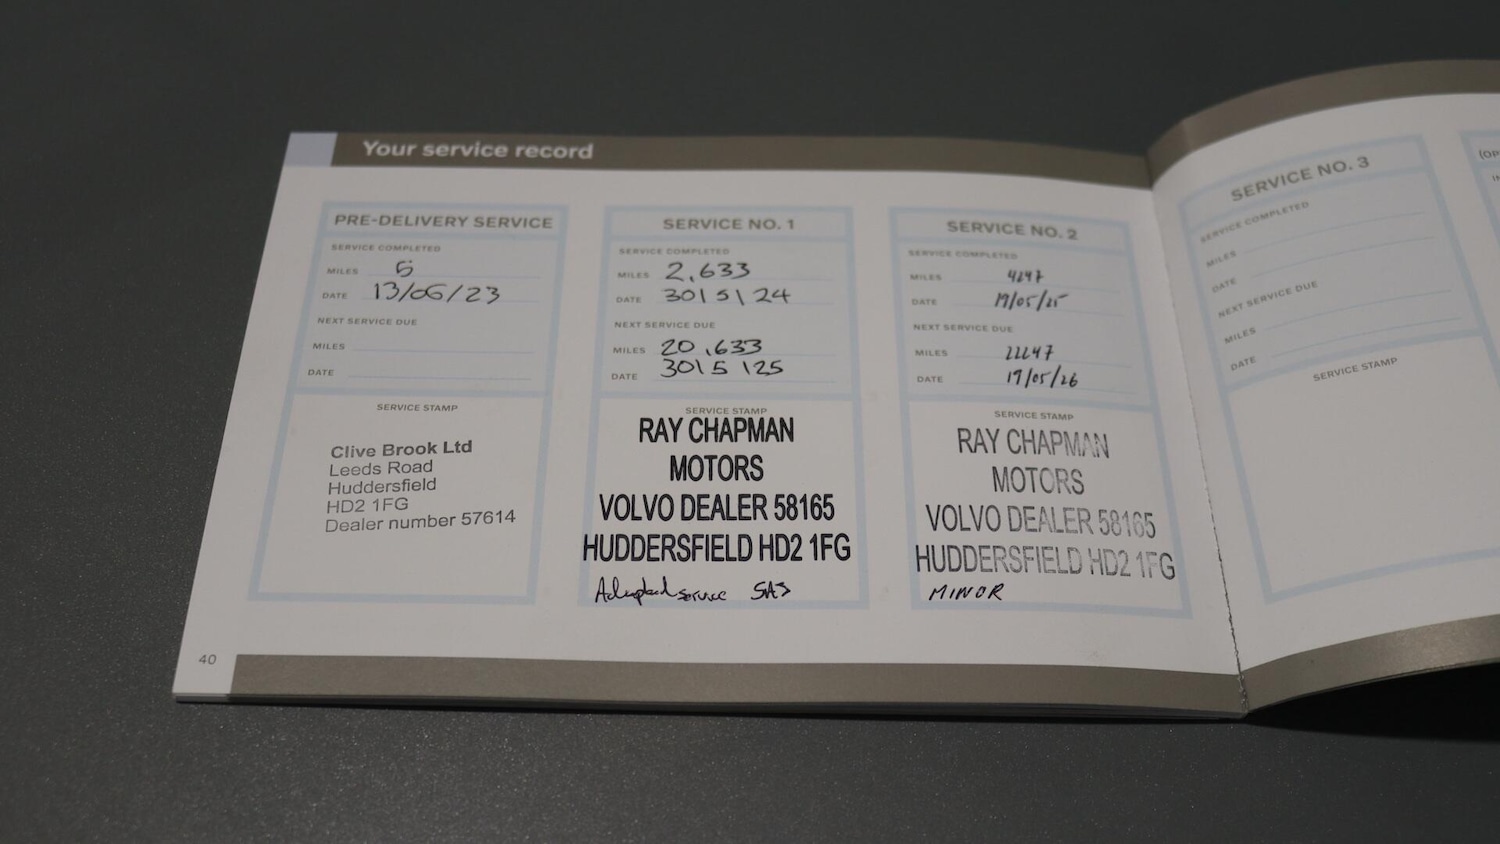 Your service record
PRE-DELIVERY SERVICE
SERVICE COMPLETED
MILES 5
DATE 13/06/23
NEXT SERVICE DUE
MILES
DATE
SERVICE STAMP
Clive Brook Ltd
Leeds Road
Huddersfield
HD2 1FG
Dealer number 57614
SERVICE NO. 1
SERVICE COMPLETED
MILES 2,633
DATE 30/5/24
NEXT SERVICE DUE
MILES 20,633
DATE 30/5/25
SERVICE STAMP
RAY CHAPMAN
MOTORS
VOLVO DEALER 58165
HUDDERSFIELD HD2 1FG
service
SERVICE NO. 2
SERVICE COMPLETED
MILES 4247
DATE 19/05/25
NEXT SERVICE DUE
MILES 22247
DATE 19/05/26
SERVICE STAMP
RAY CHAPMAN
MOTORS
VOLVO DEALER 58165
HUDDERSFIELD HD2 1FG
MINOR
40
SERVICE NO. 3
SERVICE COMPLETED
MILES
DATE
NEXT SERVICE DUE
MILES
DATE
SERVICE STAMP